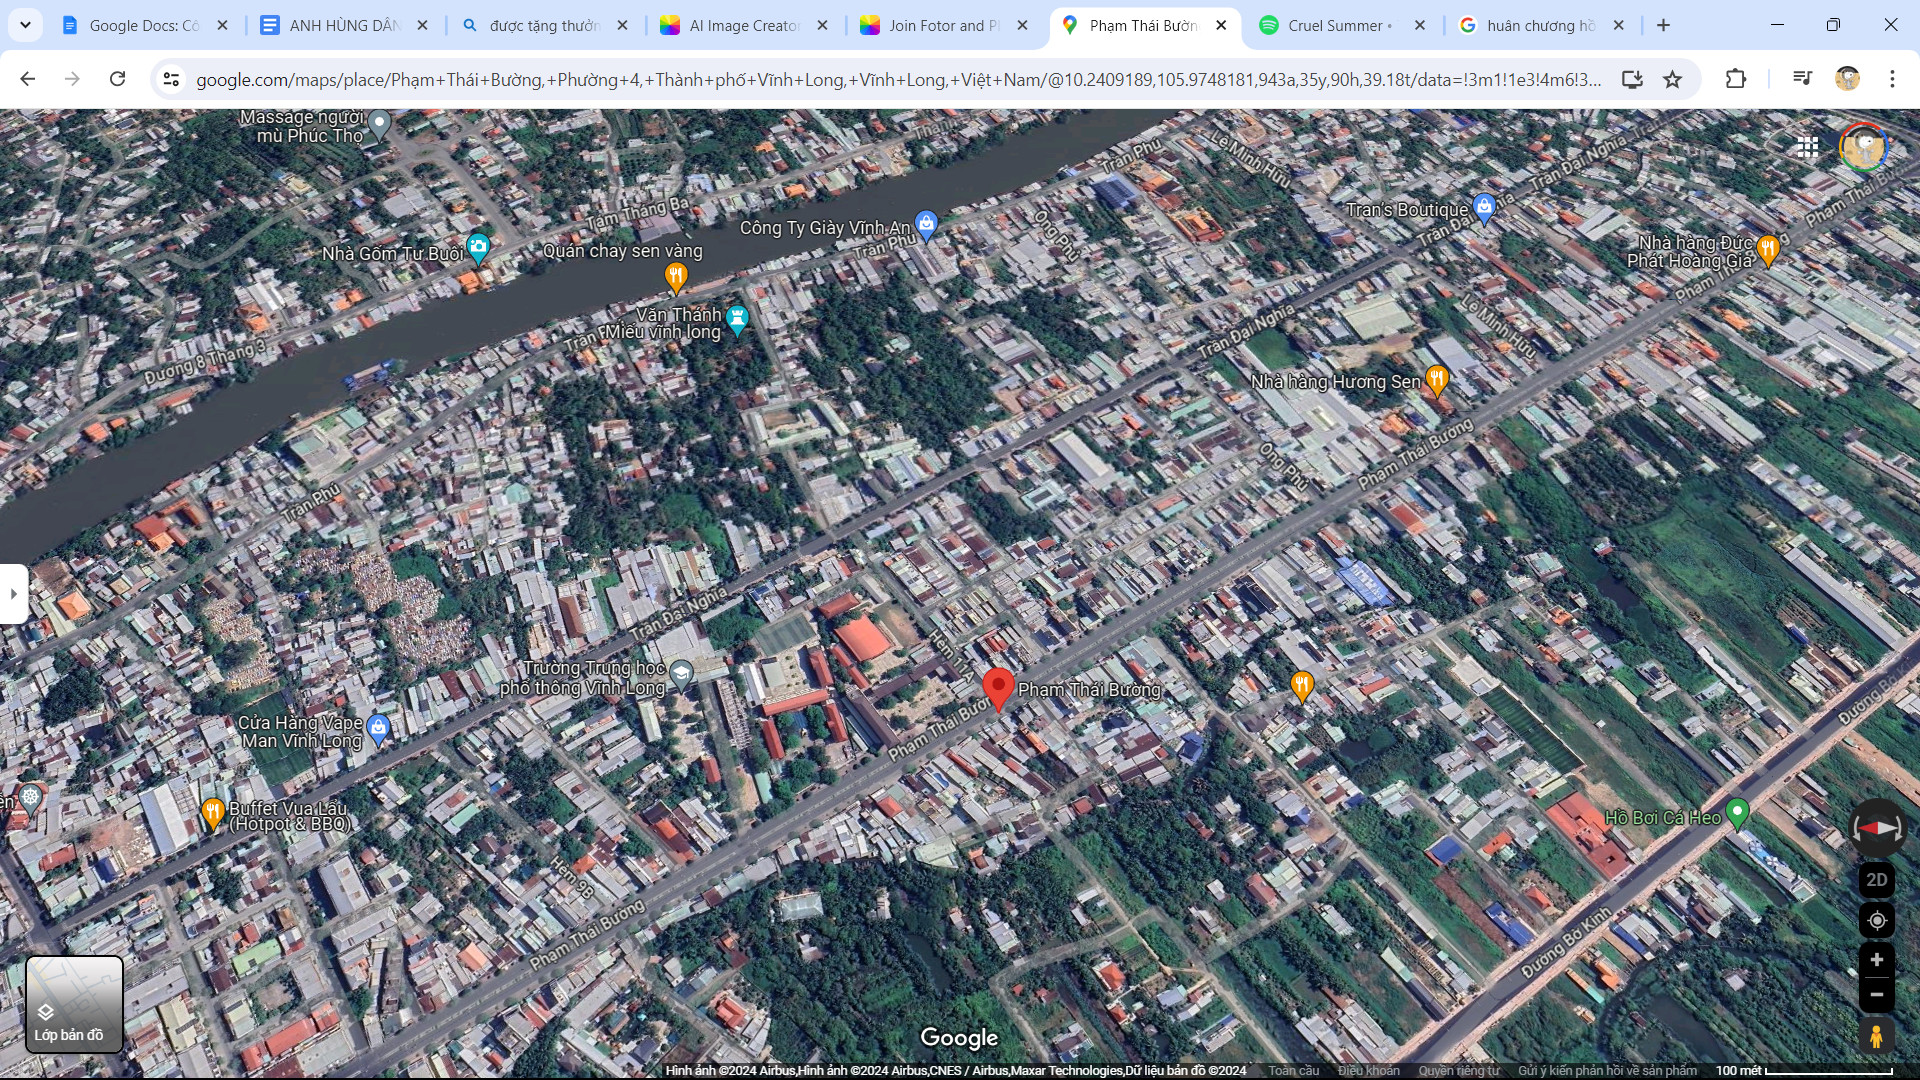 Google Docs: Cô
ANH HÙNG DÂN
được tặng thưởn
AI Image Creator
Join Fotor and P
Phạm Thái Bườn
Cruel Summer •
huân chương hồ
google.com/maps/place/Phạm+Thái+Bường,+Phường+4,+Thành+phố+Vĩnh+Long,+Vĩnh+Long,+Việt+Nam/@10.2409189,105.9748181,943a,35y,90h,39.18t/data=!3m1!1e3!4m6!3...
Massage người
mù Phúc Thọ
Trần Phú
Lê Minh Hữu
Trần Đại Nghĩa
Phạm Thái Bư
Tám Tháng Ba
Công Ty Giày Vĩnh An
Trần Phú
Ông Phú
Tran's Boutique
Trần Đại Nghĩa
Nhà Gốm Tư Buôi
Quán chay sen vàng
Nhà hàng Đức
Phát Hoàng Gia
Phạm Thái Bường
Văn Thánh
Miếu vĩnh long
Trần Phú
Trần Đại Nghĩa
Lê Minh Hữu
Đường 8 Tháng 3
Nhà hàng Hương Sen
Phạm Thái Bường
Ông Phú
Trần Phú
Trần Đại Nghĩa
Hẻm 11A
Trường Trung học
phổ thông Vĩnh Long
Phạm Thái Bường
Phạm Thái Bườn
Đường Bờ K
Cửa Hàng Vape
Man Vĩnh Long
Buffet Vua Lẩu
(Hotpot & BBQ)
Hồ Bơi Cá Heo
Hẻm 9B
Phạm Thái Bường
Đường Bờ Kinh
2D
Lớp bản đồ
Google
Hình ảnh ©2024 Airbus,Hình ảnh ©2024 Airbus,CNES / Airbus,Maxar Technologies,Dữ liệu bản đồ ©2024
Toàn cầu
Điều khoản
Quyền riêng tư
Gửi ý kiến phản hồi về sản phẩm
100 mét